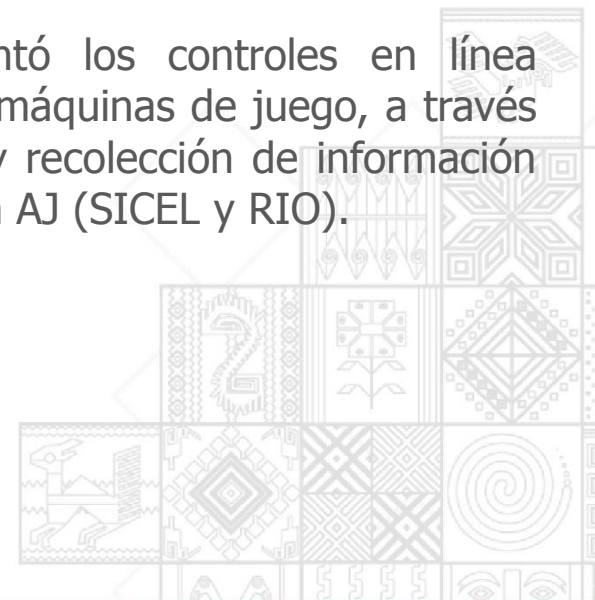 ntó los controles en línea
máquinas de juego, a través
y recolección de información
AJ (SICEL y RIO).